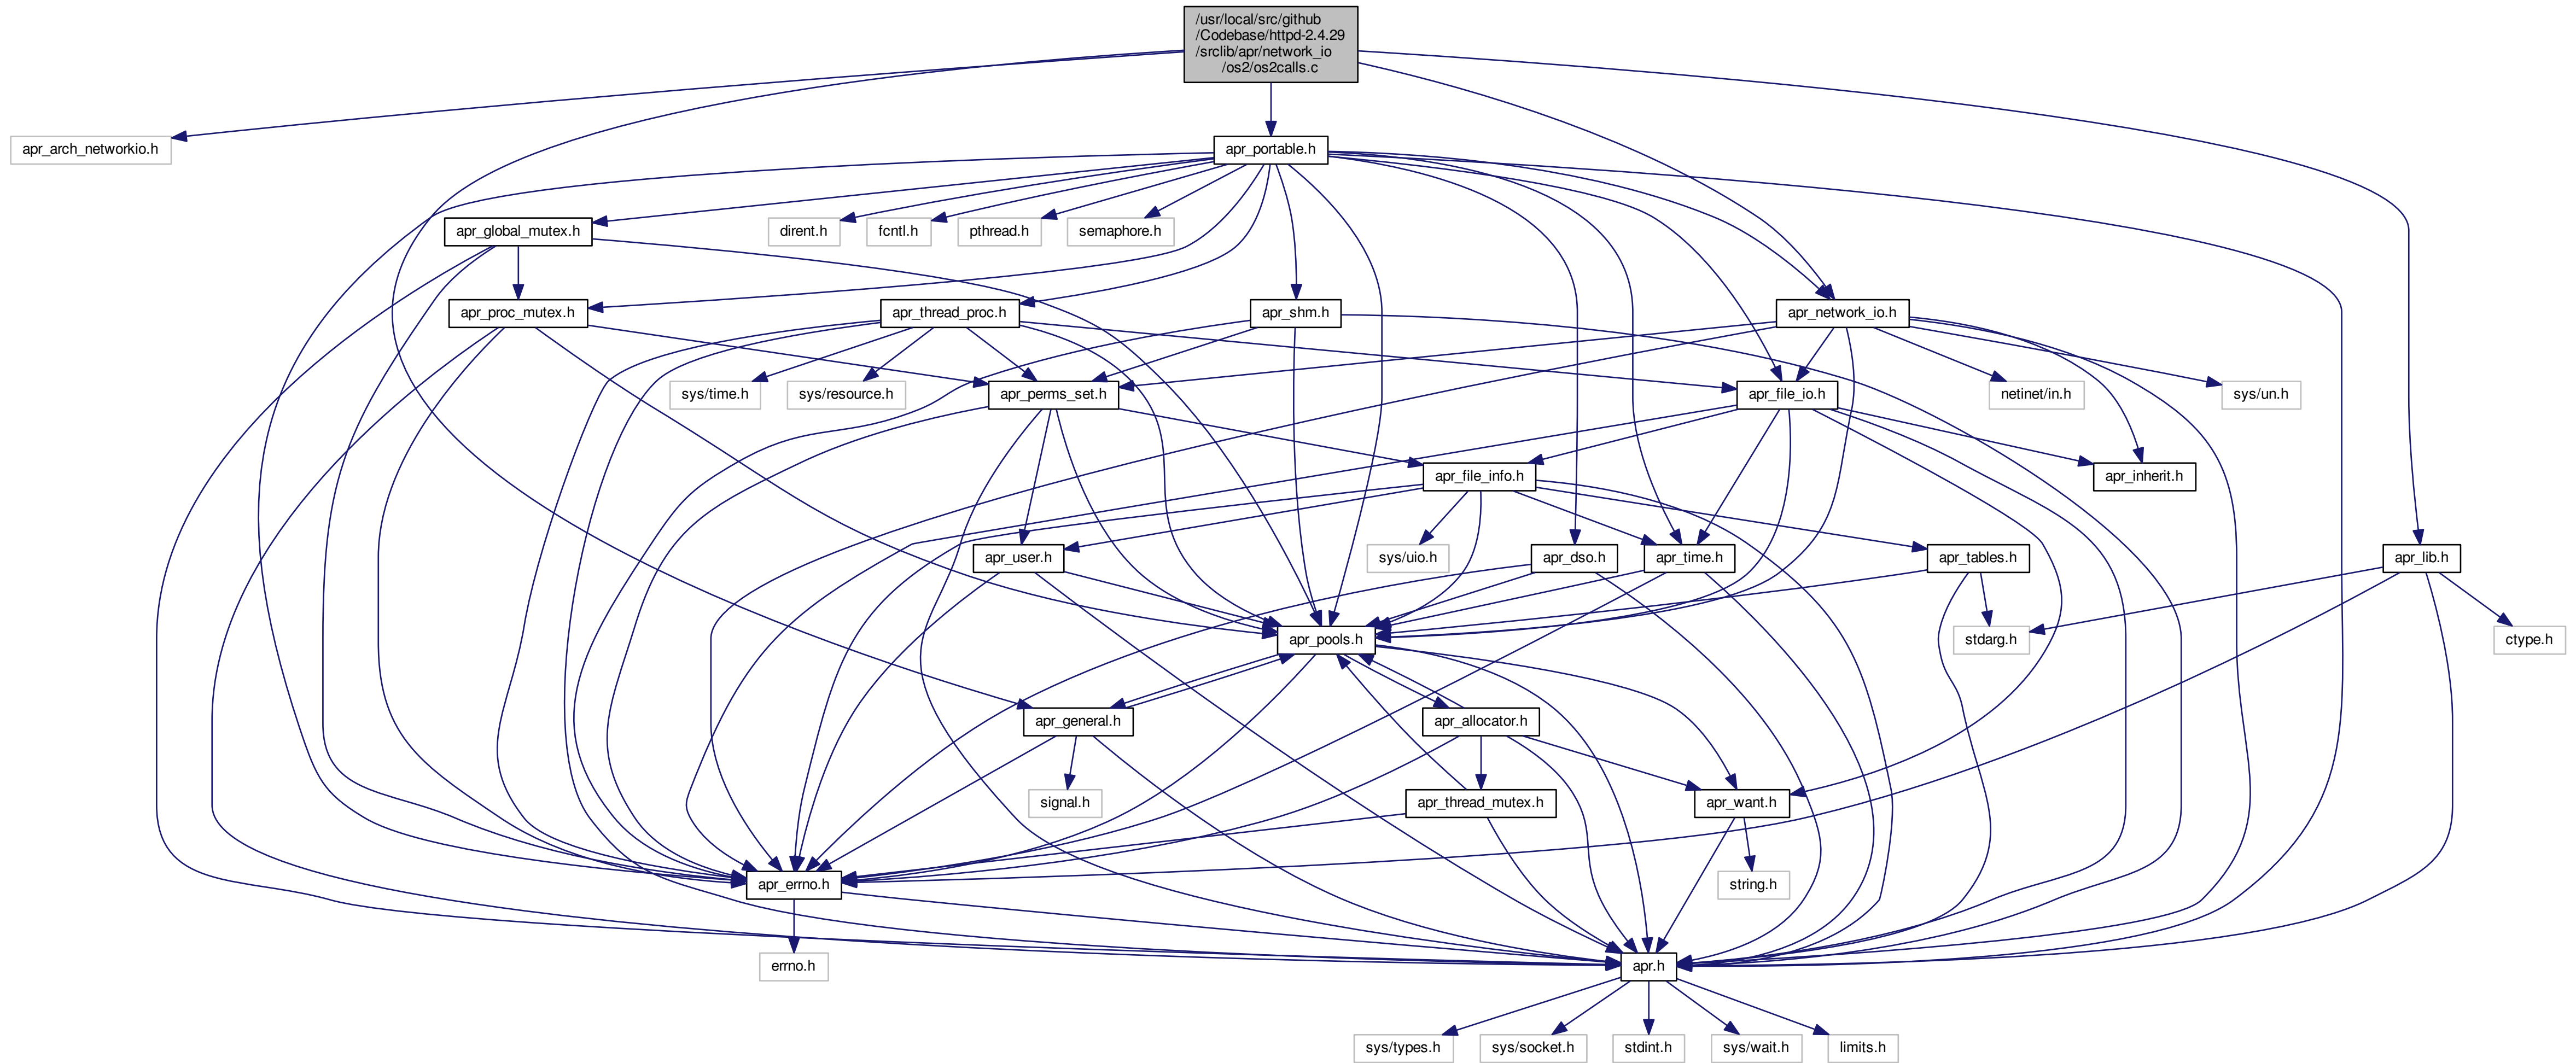 /usr/local/src/github
/Codebase/httpd-2.4.29
/srclib/apr/network_io
/os2/os2calls.c
apr_arch_networkio.h
apr_portable.h
apr_global_mutex.h
dirent.h
fcntl.h
pthread.h
semaphore.h
apr_proc_mutex.h
apr_thread_proc.h
apr_shm.h
apr_network_io.h
sys/time.h
sys/resource.h
apr_perms_set.h
apr_file_io.h
netinet/in.h
sys/un.h
apr_file_info.h
apr_inherit.h
apr_user.h
sys/uio.h
apr_dso.h
apr_time.h
apr_tables.h
apr_lib.h
apr_pools.h
stdarg.h
ctype.h
apr_general.h
apr_allocator.h
signal.h
apr_thread_mutex.h
apr_want.h
apr_errno.h
string.h
errno.h
apr.h
sys/types.h
sys/socket.h
stdint.h
sys/wait.h
limits.h